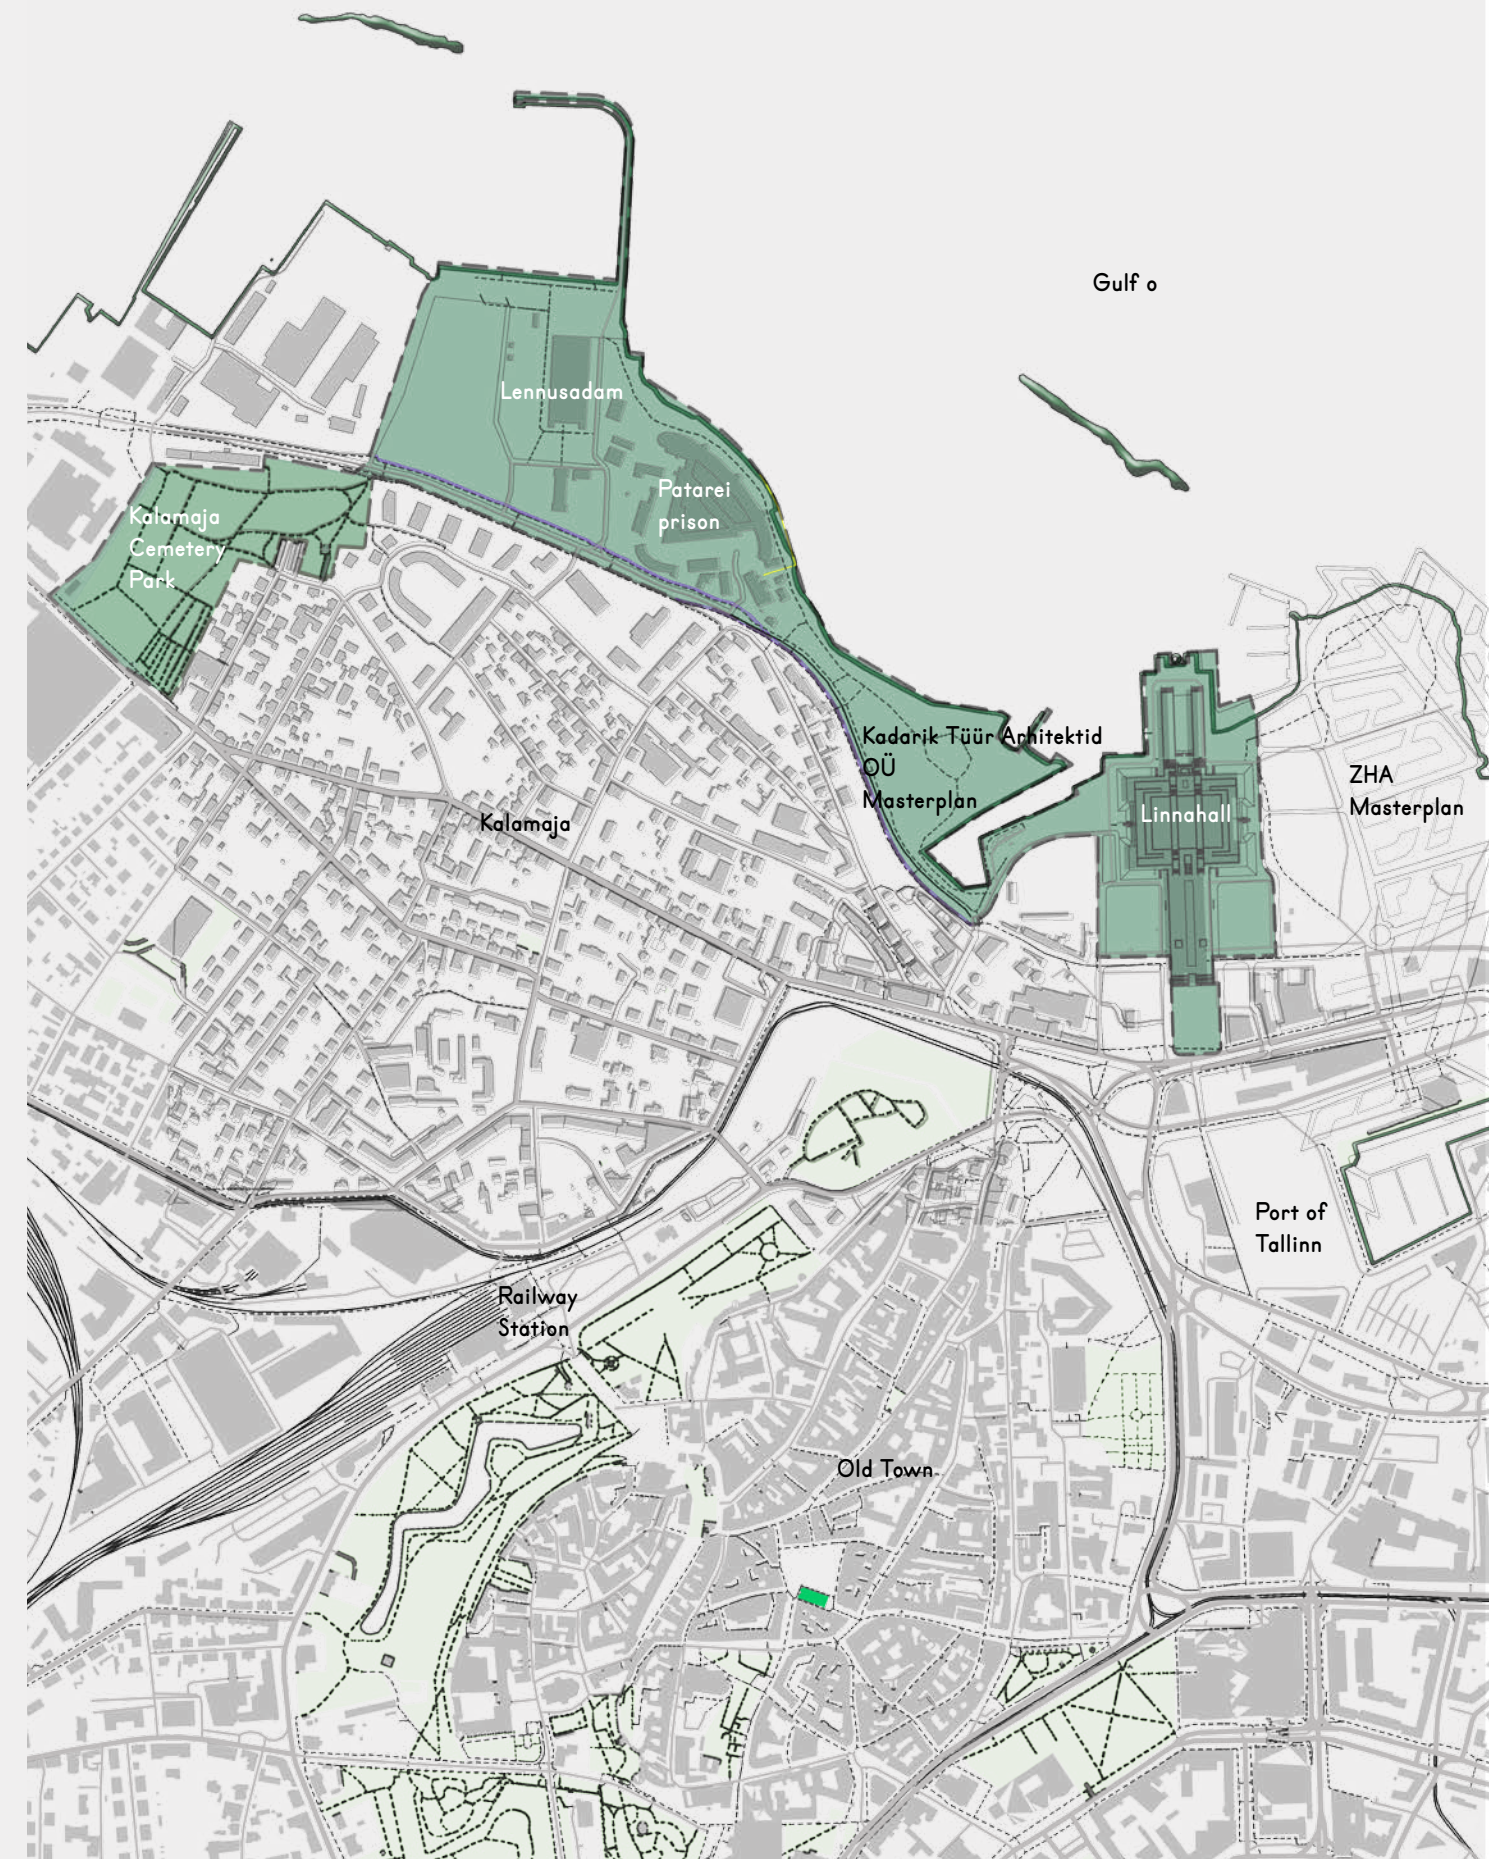 Gulf o
Lennusadam
Patarei
prison
Kalamaja
Cemetery
Park
Kadarik Tüür Arhitektid
OÜ
Masterplan
ZHA
Masterplan
Linnahall
Kalamaja
Port of
Tallinn
Railway
Station
Old Town